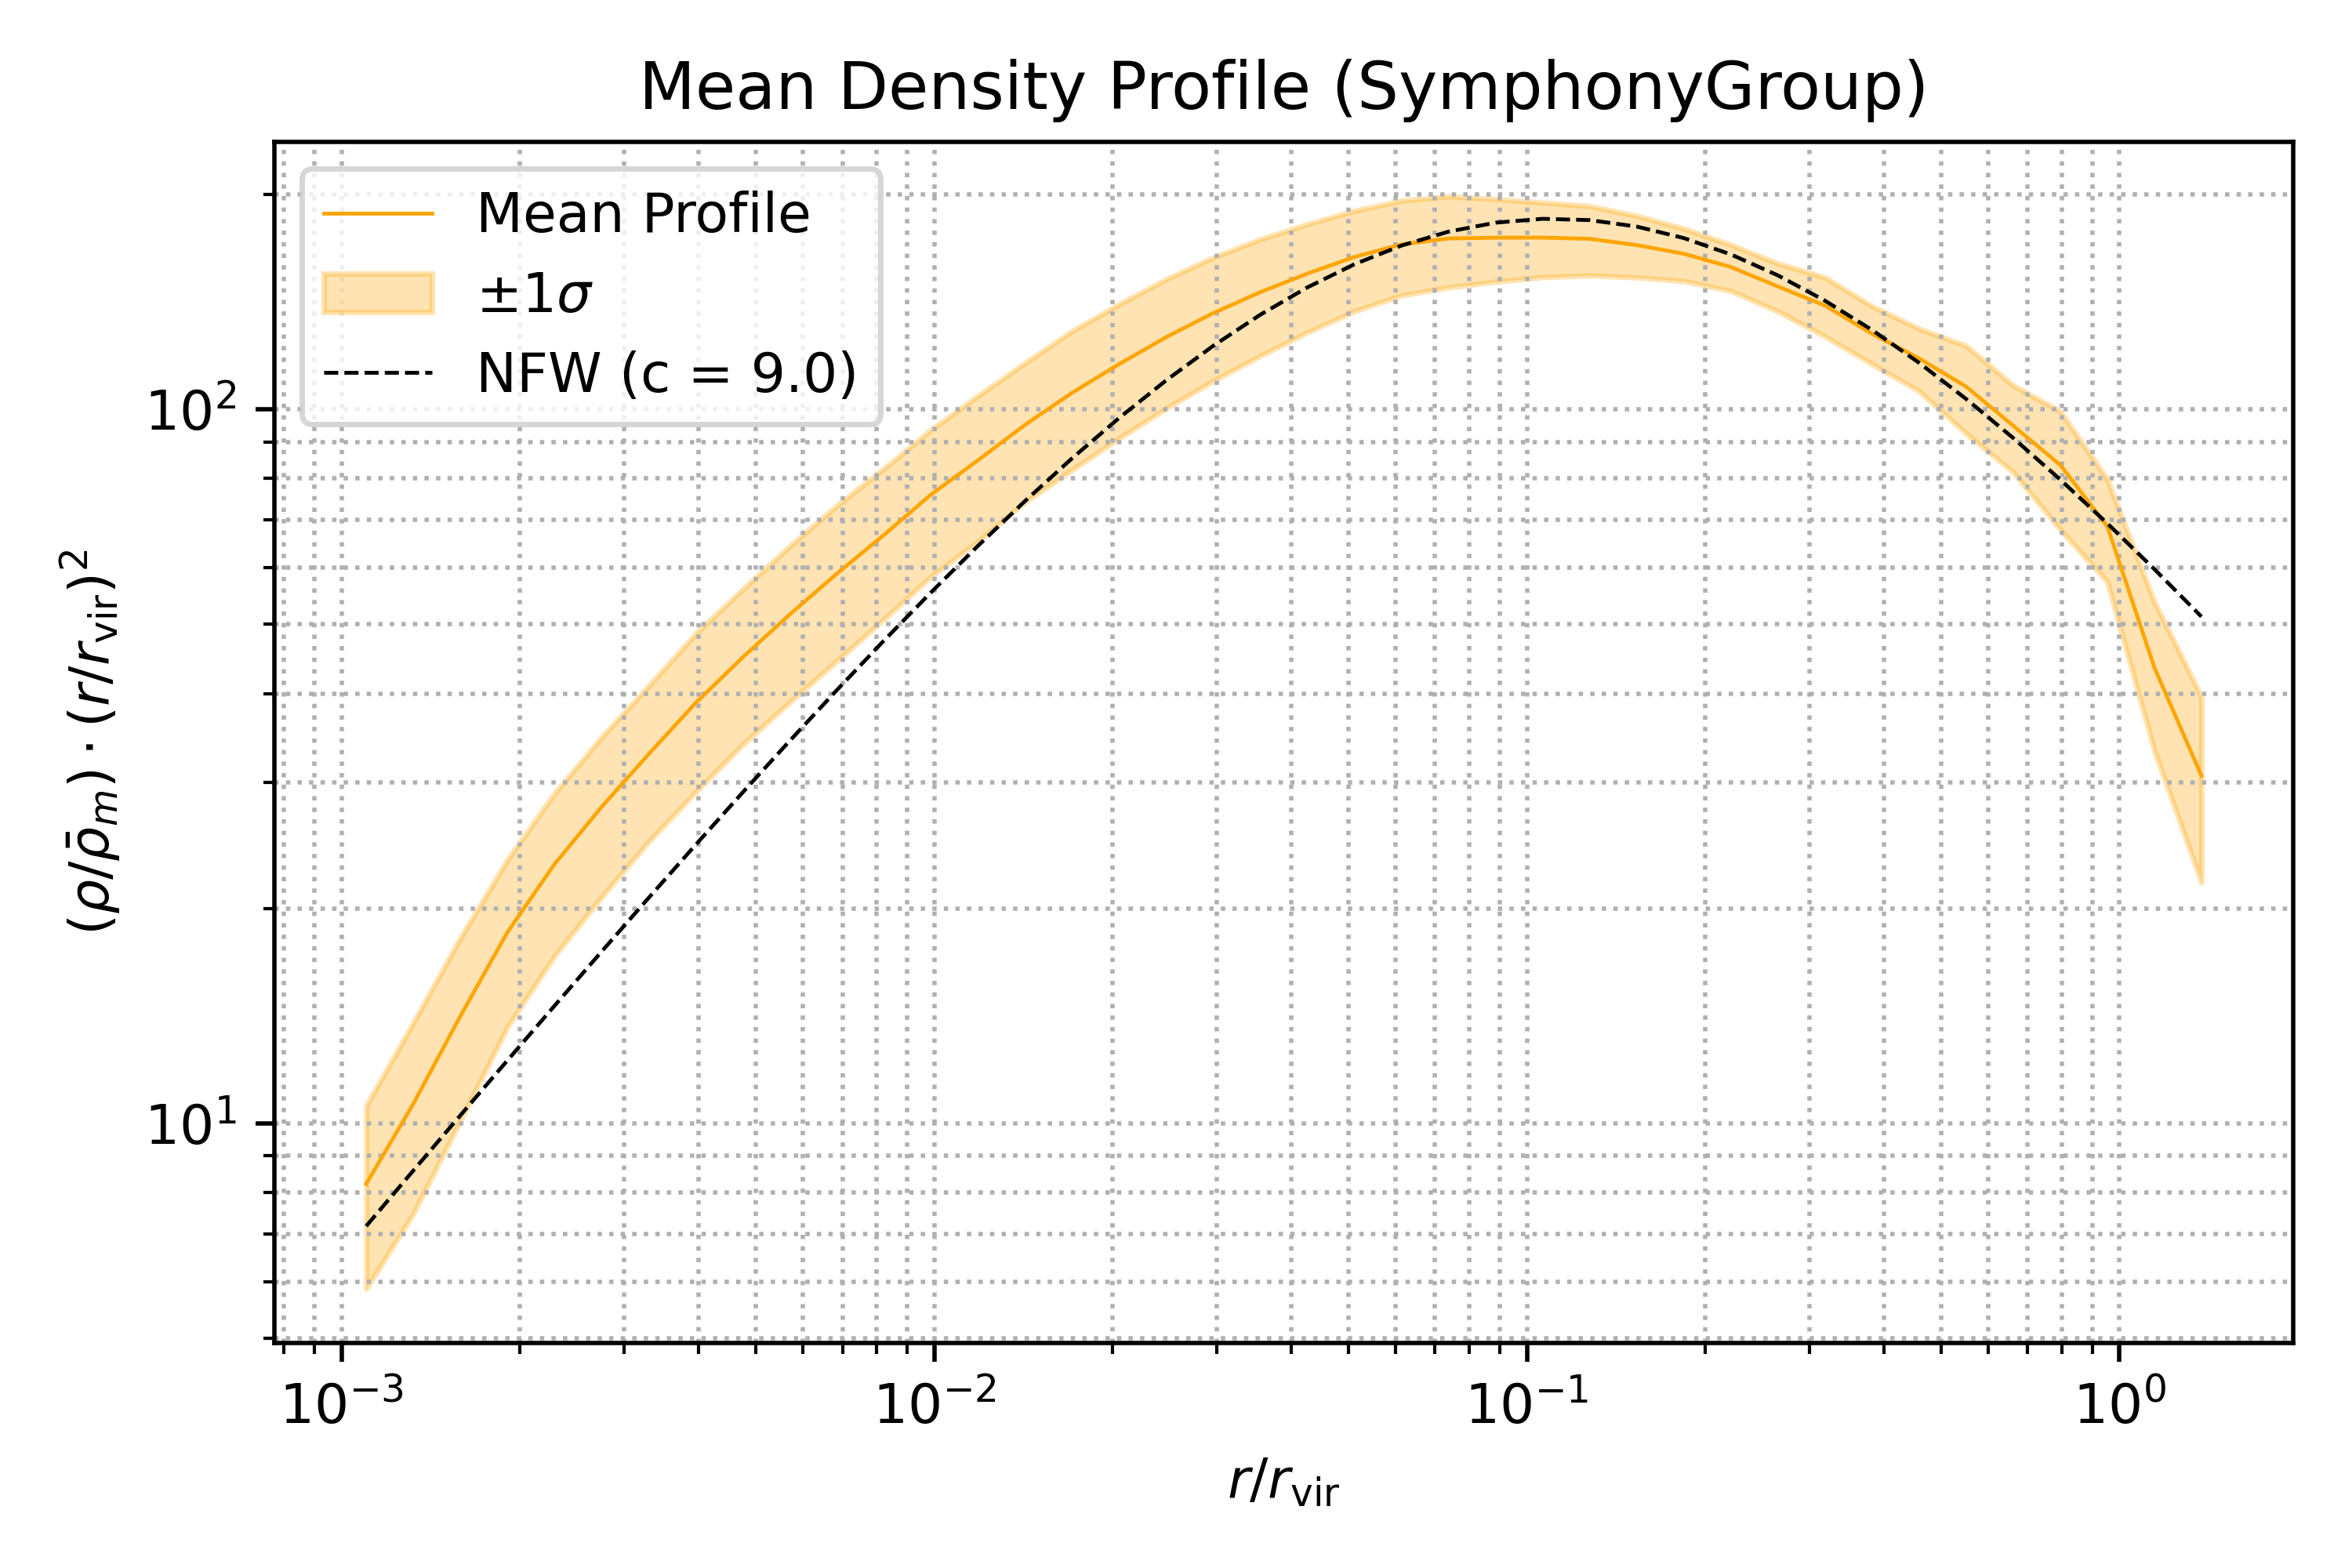 Mean Density Profile (SymphonyGroup)
Mean Profile
±1σ
NFW (c = 9.0)
10²
10¹
(ρ/ρ̄ₘ) · (r/r_vir)²
10⁻³
10⁻²
10⁻¹
10⁰
r/r_vir